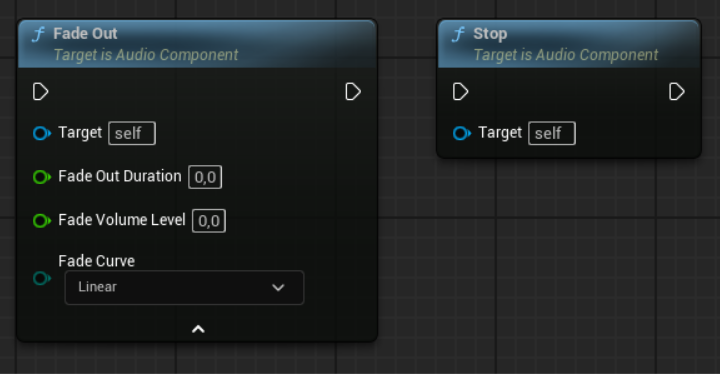 Fade Out
Target is Audio Component
Target self
Fade Out Duration 0,0
Fade Volume Level 0,0
Fade Curve
Linear
Stop
Target is Audio Component
Target self